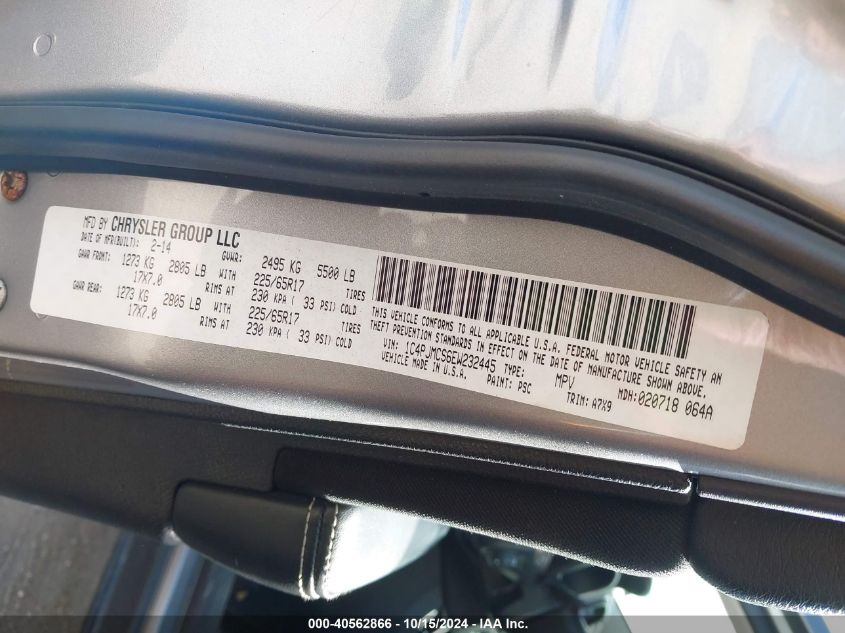 MFD BY CHRYSLER GROUP LLC
DATE OF MFR(BUILT): 2-14 GVWR: 2495 KG 5500 LB
GAWR FRONT: 1273 KG 2805 LB WITH 225/65R17 TIRES
17X7.0 RIMS AT 230 KPA ( 33 PSI) COLD
GAWR REAR: 1273 KG 2805 LB WITH 225/65R17 TIRES
17X7.0 RIMS AT 230 KPA ( 33 PSI) COLD
THIS VEHICLE CONFORMS TO ALL APPLICABLE U.S.A. FEDERAL MOTOR VEHICLE SAFETY AN
THEFT PREVENTION STANDARDS IN EFFECT ON THE DATE OF MANUFACTURE SHOWN ABOVE.
VIN: 1C4PJMCS6EW232445 TYPE: MPV MDH:020718 064A
VEHICLE MADE IN U.S.A. PAINT: PSC TRIM: A7X9
000-40562866 - 10/15/2024 - IAA Inc.